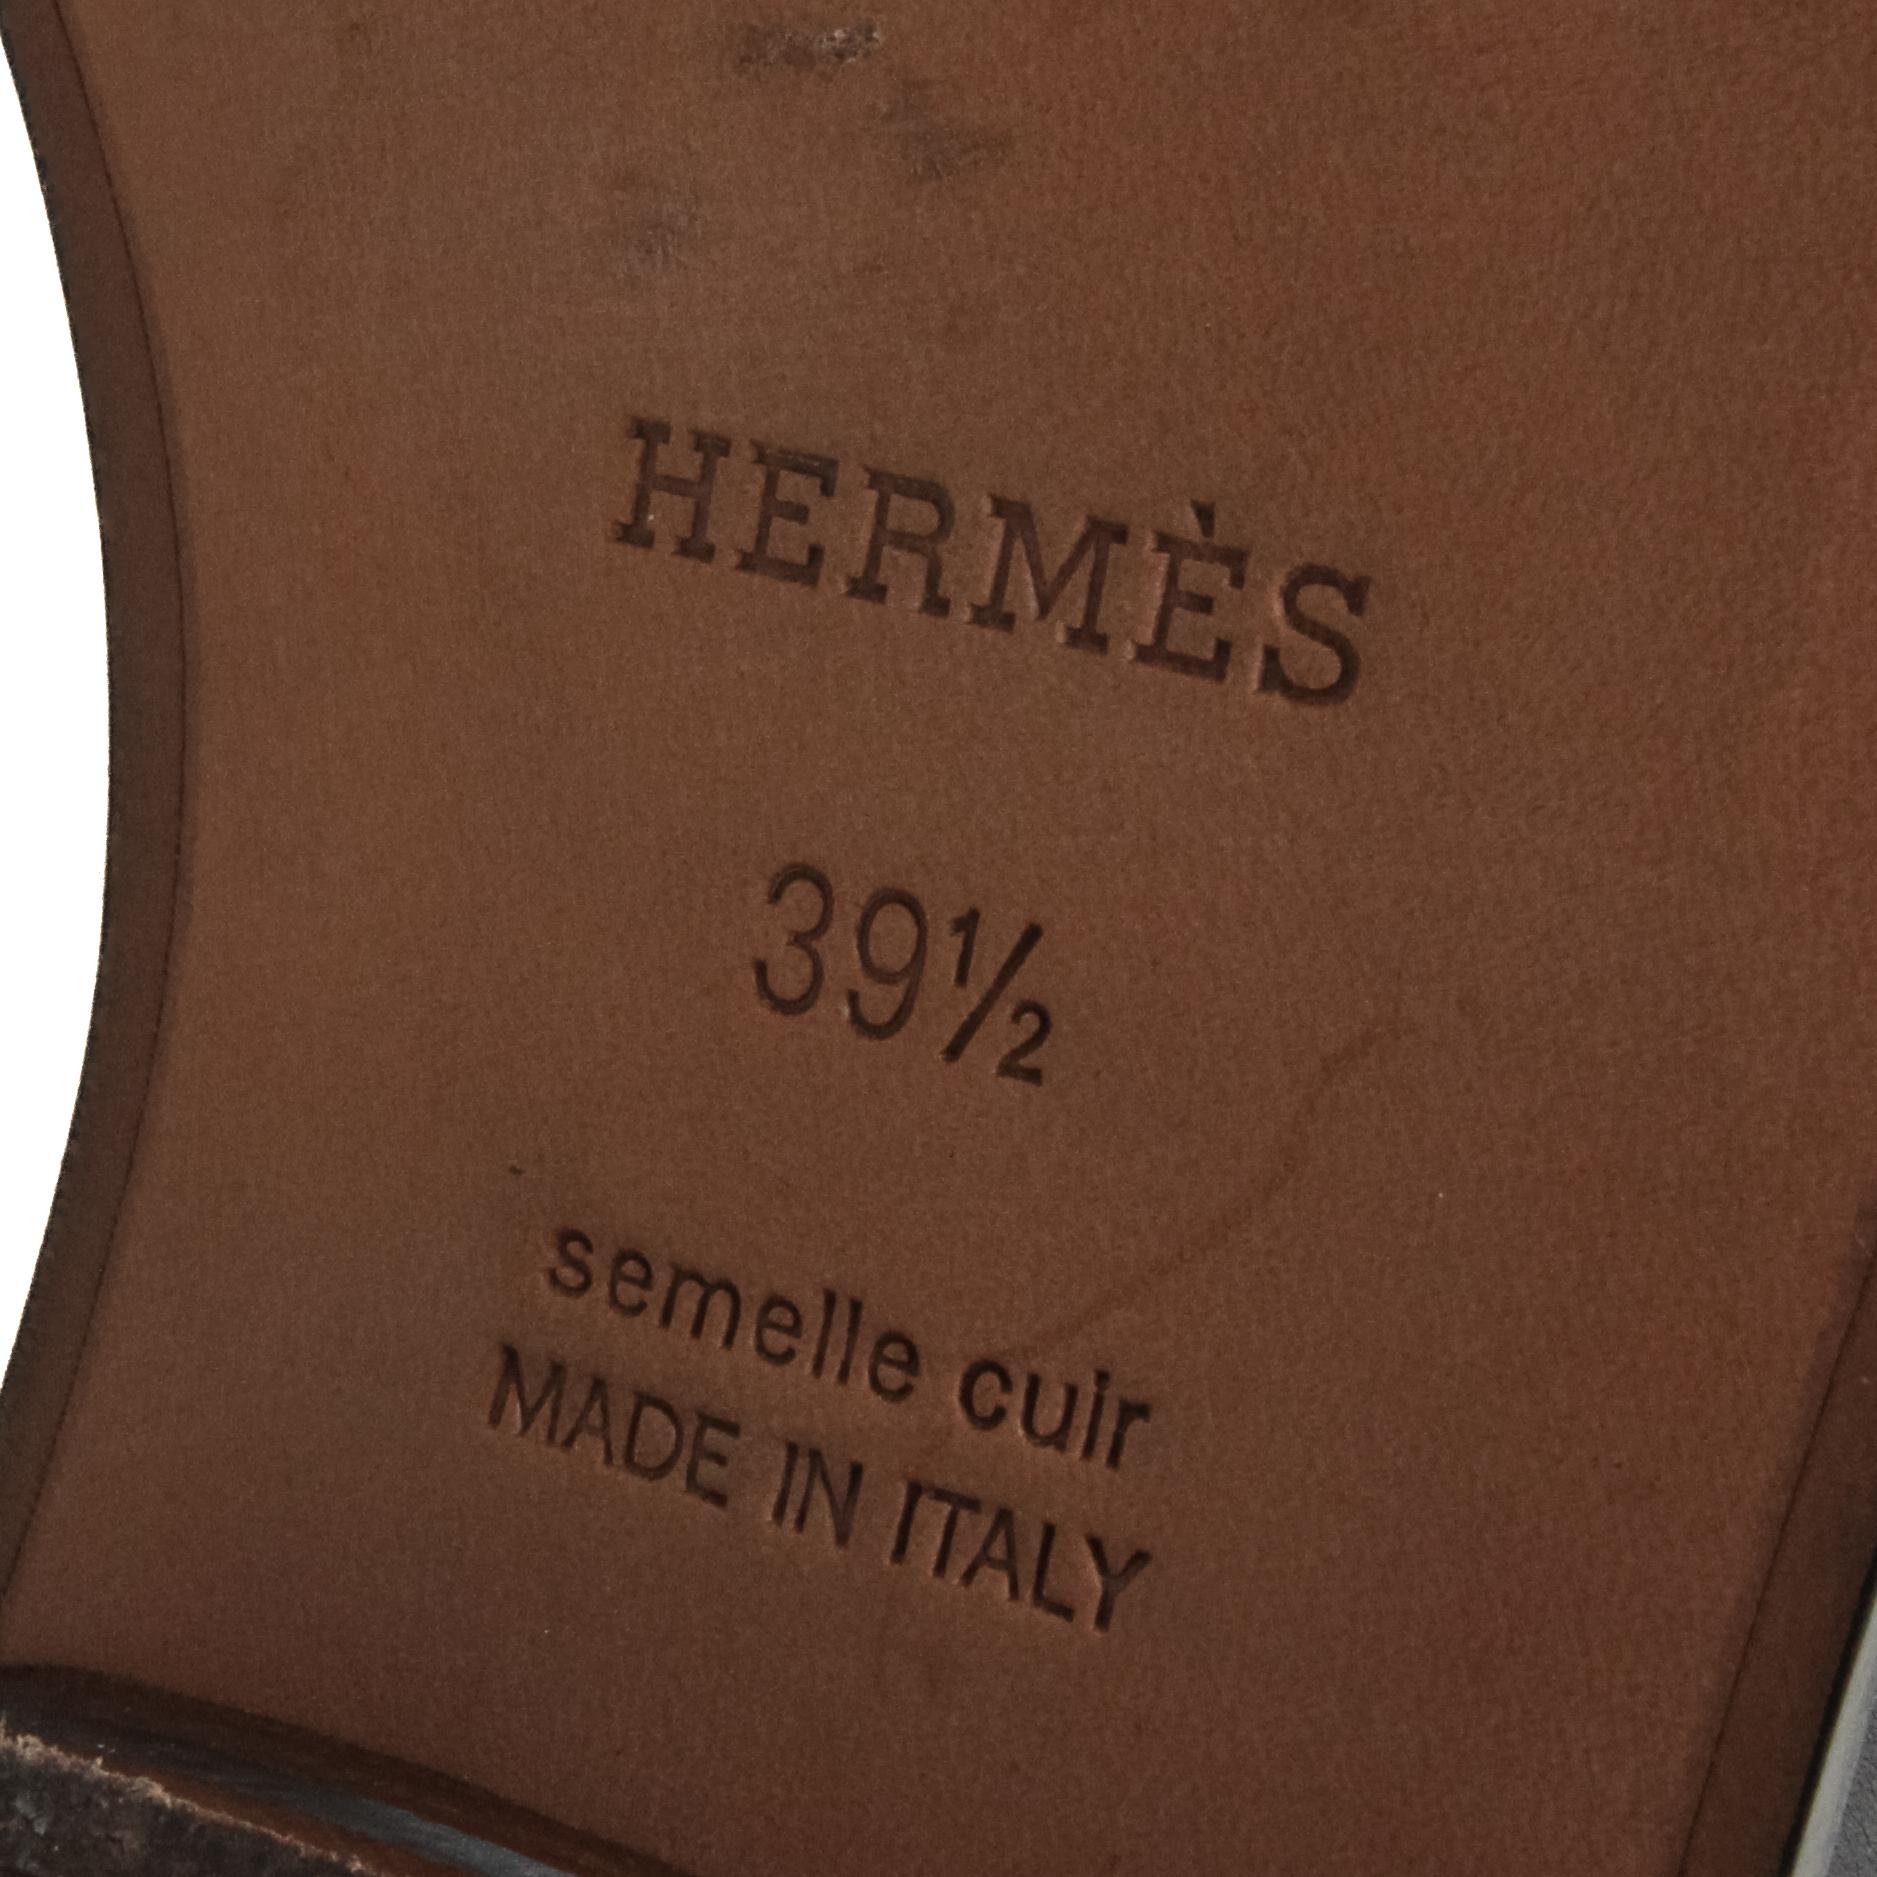 HERMÈS
39½
semelle cuir
MADE IN ITALY